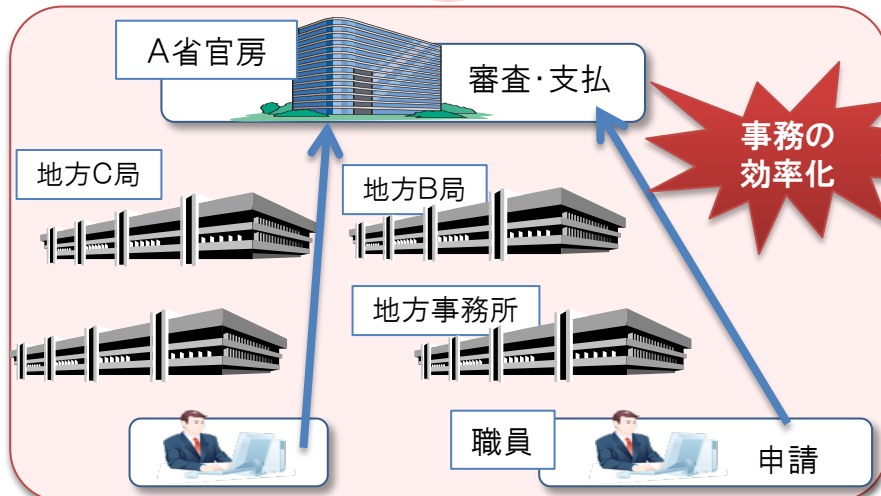 A省官房
審査･支払
事務の
効率化
地方C局
地方B局
地方事務所
職員
申請